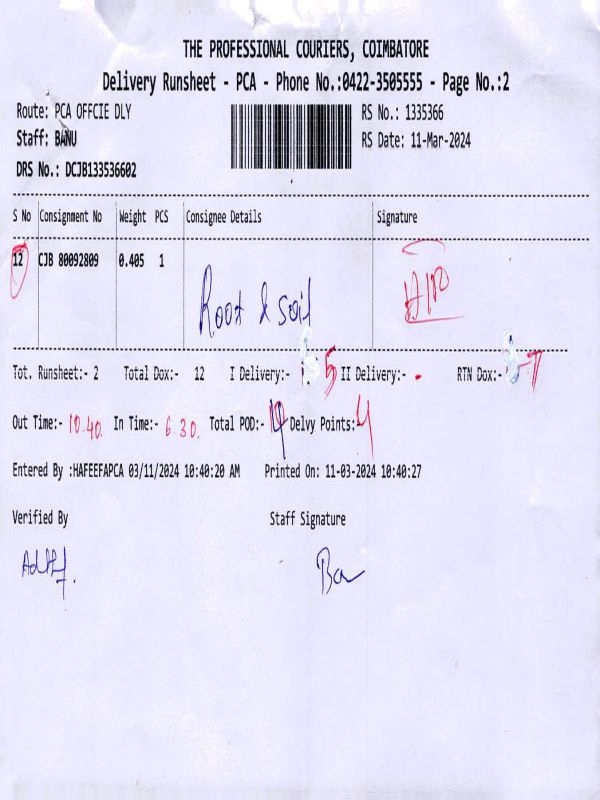 THE PROFESSIONAL COURIERS, COIMBATORE
Delivery Runsheet - PCA - Phone No.:0422-3505555 - Page No.:2
Route: PCA OFFCIE DLY RS No.: 1335366
Staff: BANU RS Date: 11-Mar-2024
DRS No.: DCJB133536602
S No Consignment No Weight PCS Consignee Details Signature
12 CJB 80092809 0.405 1 Root & soil
Tot. Runsheet:- 2 Total Dox:- 12 I Delivery:- 5 II Delivery:- - RTN Dox:- 7
Out Time:- 10.40. In Time:- 6.30. Total POD:- Delvy Points:- 4
Entered By :HAFEEFAPCA 03/11/2024 10:40:20 AM Printed On: 11-03-2024 10:40:27
Verified By Staff Signature